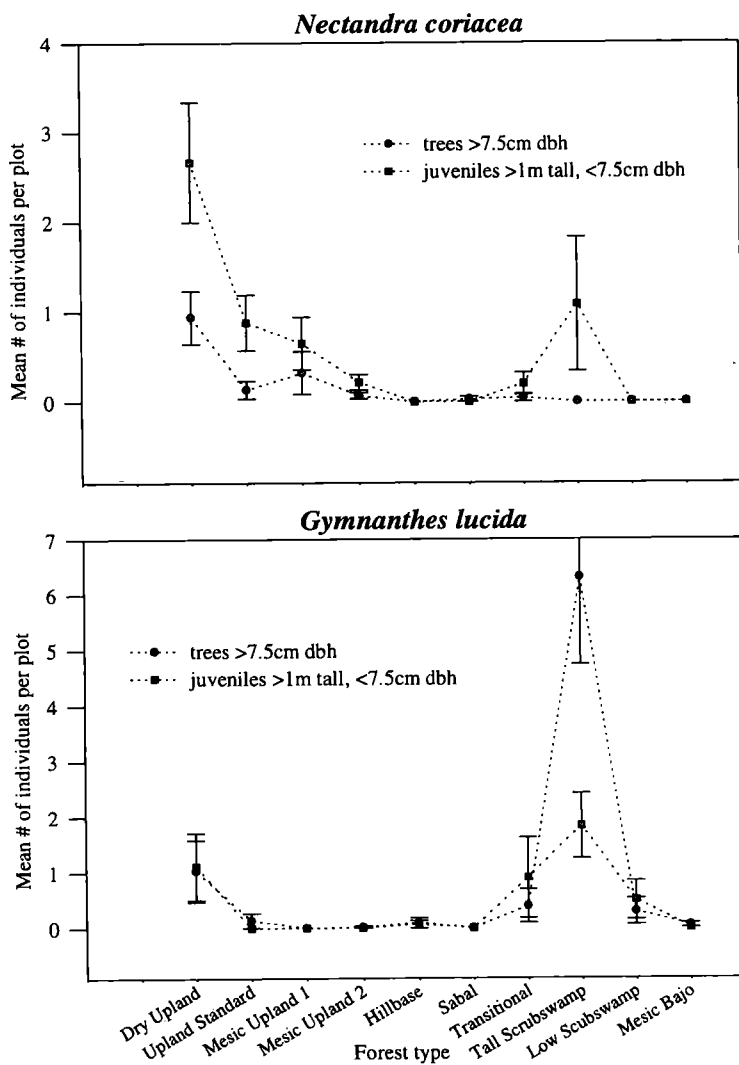 Nectandra coriacea
4
3
2
1
0
Mean # of individuals per plot
trees >7.5cm dbh
juveniles >1m tall, <7.5cm dbh
Gymnanthes lucida
7
6
5
4
3
2
1
0
Mean # of individuals per plot
trees >7.5cm dbh
juveniles >1m tall, <7.5cm dbh
Dry Upland
Upland Standard
Mesic Upland 1
Mesic Upland 2
Hillbase
Sabal
Transitional
Tall Scrubswamp
Low Scubswamp
Mesic Bajo
Forest type